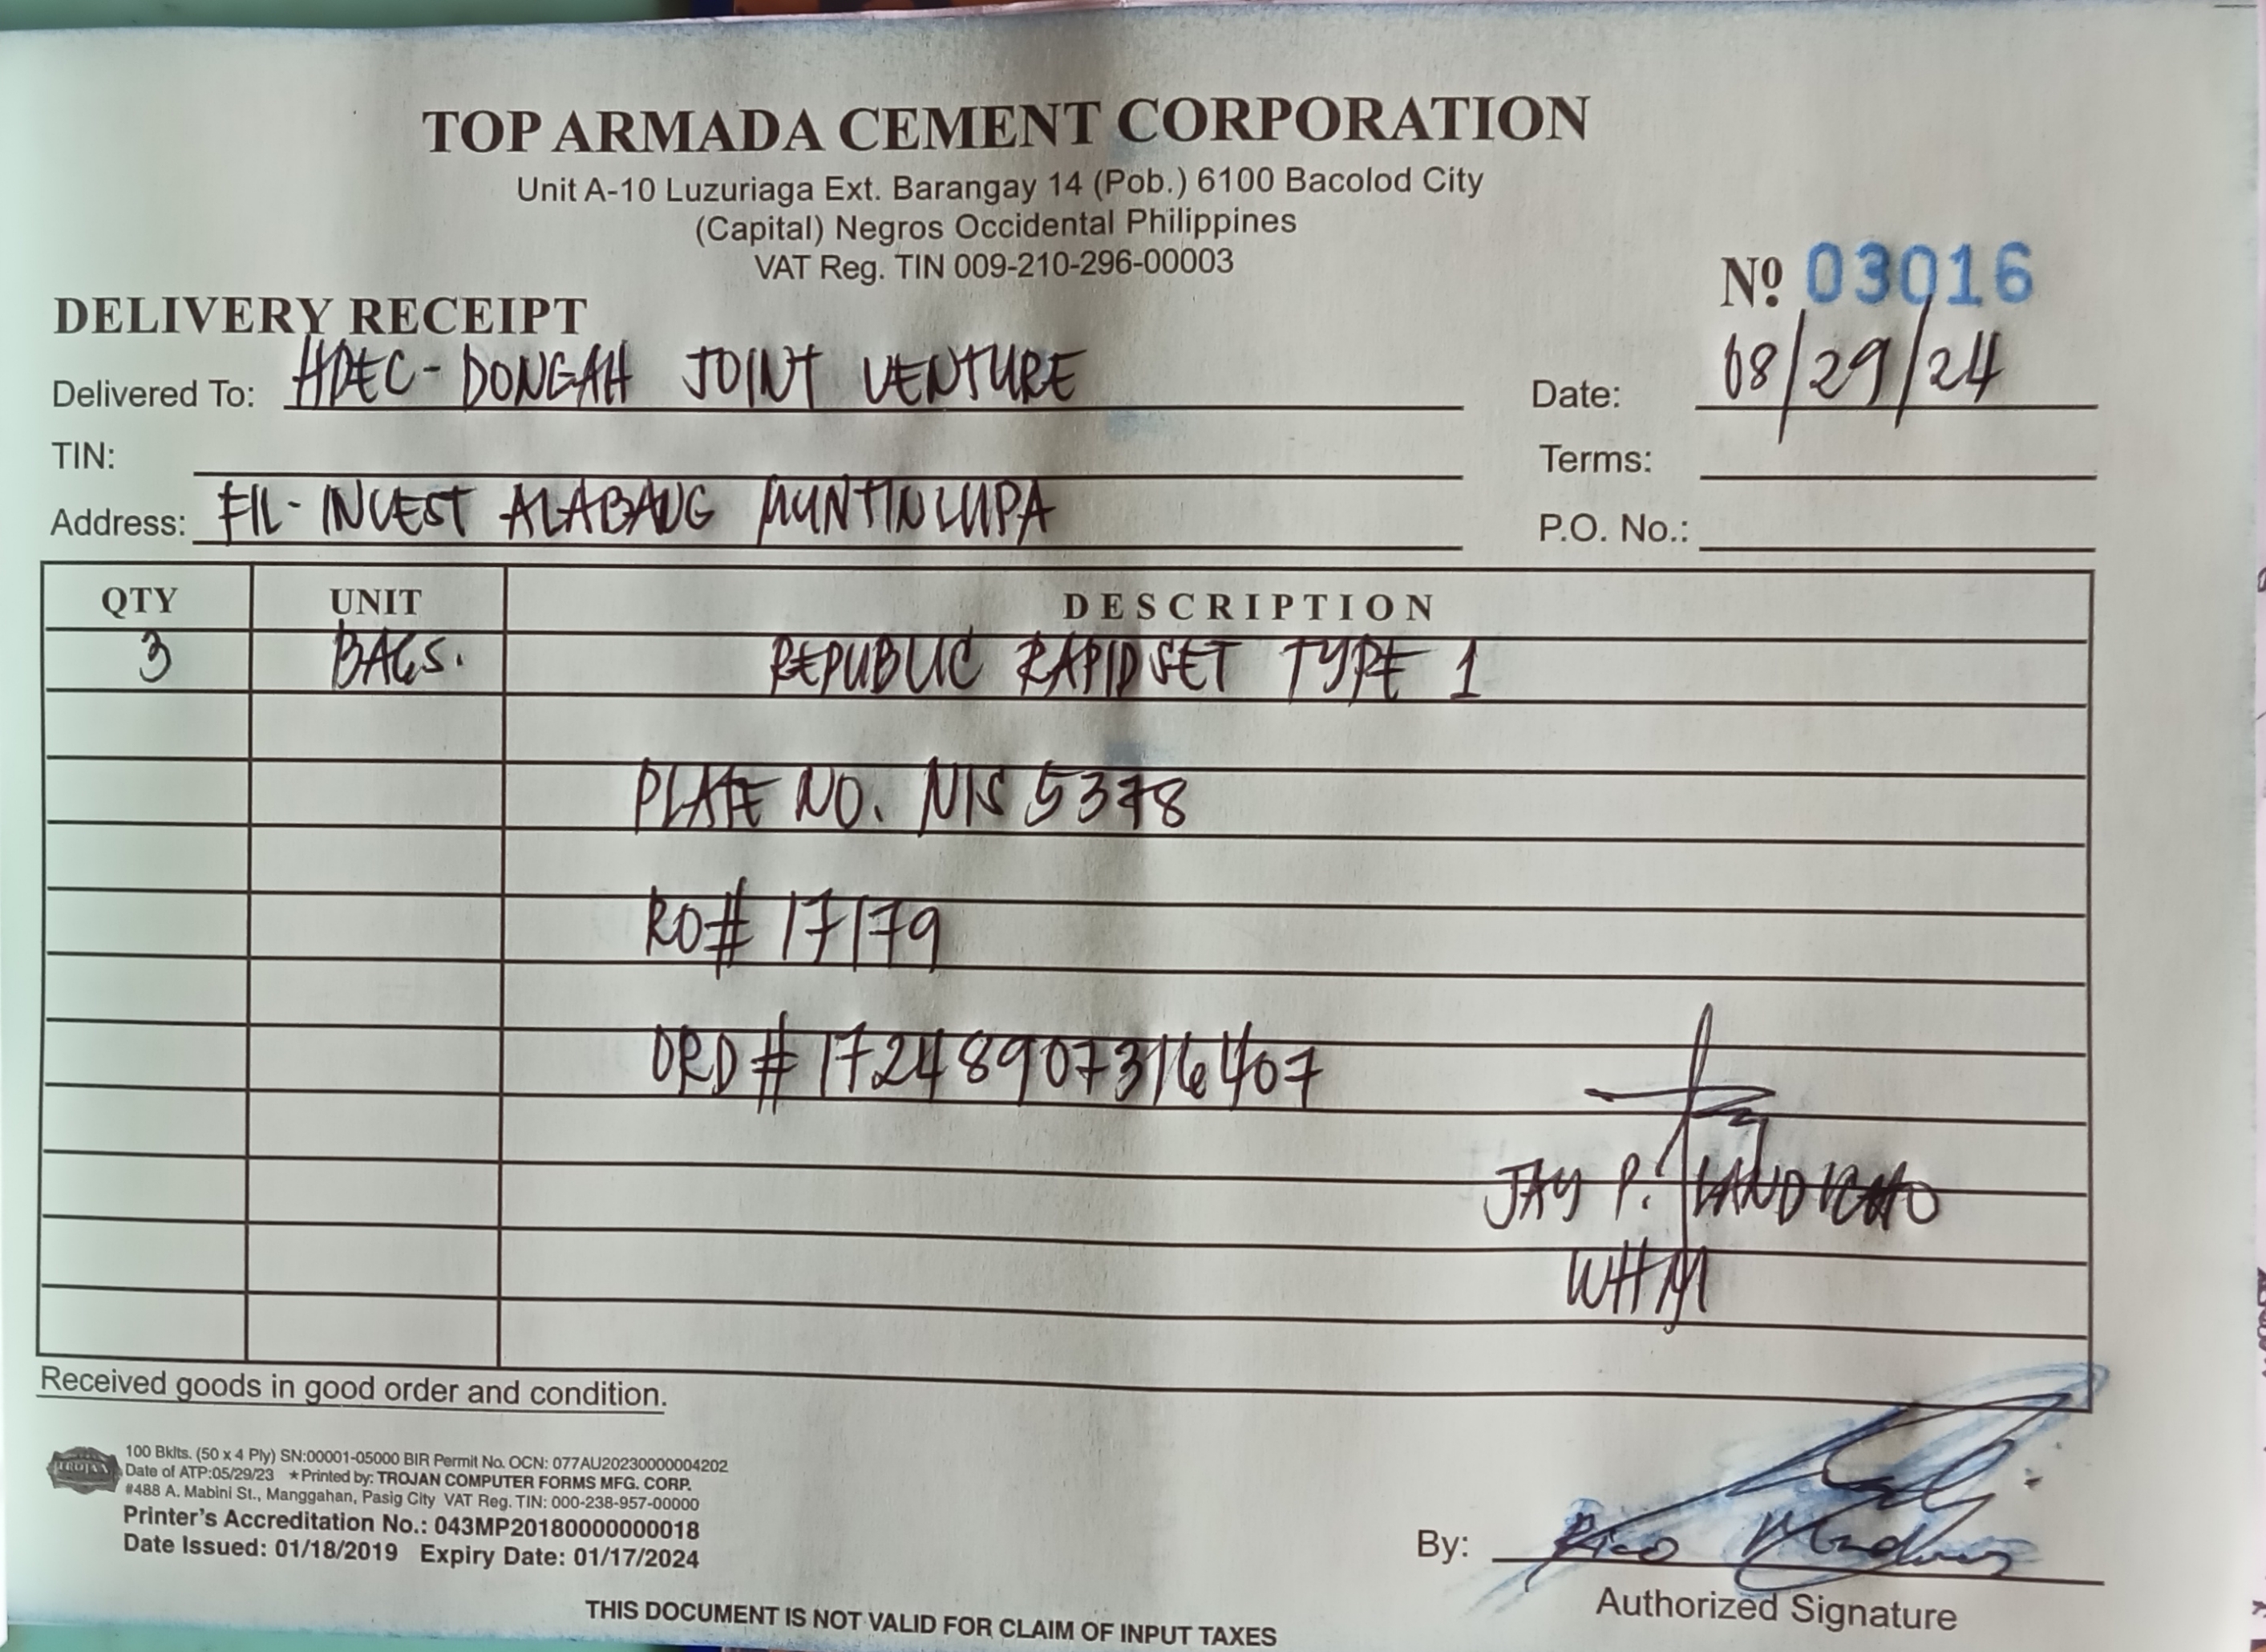 TOP ARMADA CEMENT CORPORATION
Unit A-10 Luzuriaga Ext. Barangay 14 (Pob.) 6100 Bacolod City
(Capital) Negros Occidental Philippines
VAT Reg. TIN 009-210-296-00003
Nº 03016
DELIVERY RECEIPT
Delivered To: HDEC-DONGAH JOINT VENTURE
Date: 08/29/24
TIN:
Terms:
Address: FIL-INVEST ALABANG MUNTINLUPA
P.O. No.:
QTY UNIT DESCRIPTION
3 BAGS. REPUBLIC RAPIDSET TYPE 1
PLATE NO. NIS 5378
RO# 17179
ORD# 17248907316407
JAY P. LANDICHO
WHM
Received goods in good order and condition.
TROJAN
100 Bklts. (50 x 4 Ply) SN:00001-05000 BIR Permit No. OCN: 077AU20230000004202
Date of ATP:05/29/23 ★Printed by: TROJAN COMPUTER FORMS MFG. CORP.
#488 A. Mabini St., Manggahan, Pasig City VAT Reg. TIN: 000-238-957-00000
Printer's Accreditation No.: 043MP20180000000018
Date Issued: 01/18/2019 Expiry Date: 01/17/2024
By: Rico
Authorized Signature
THIS DOCUMENT IS NOT VALID FOR CLAIM OF INPUT TAXES